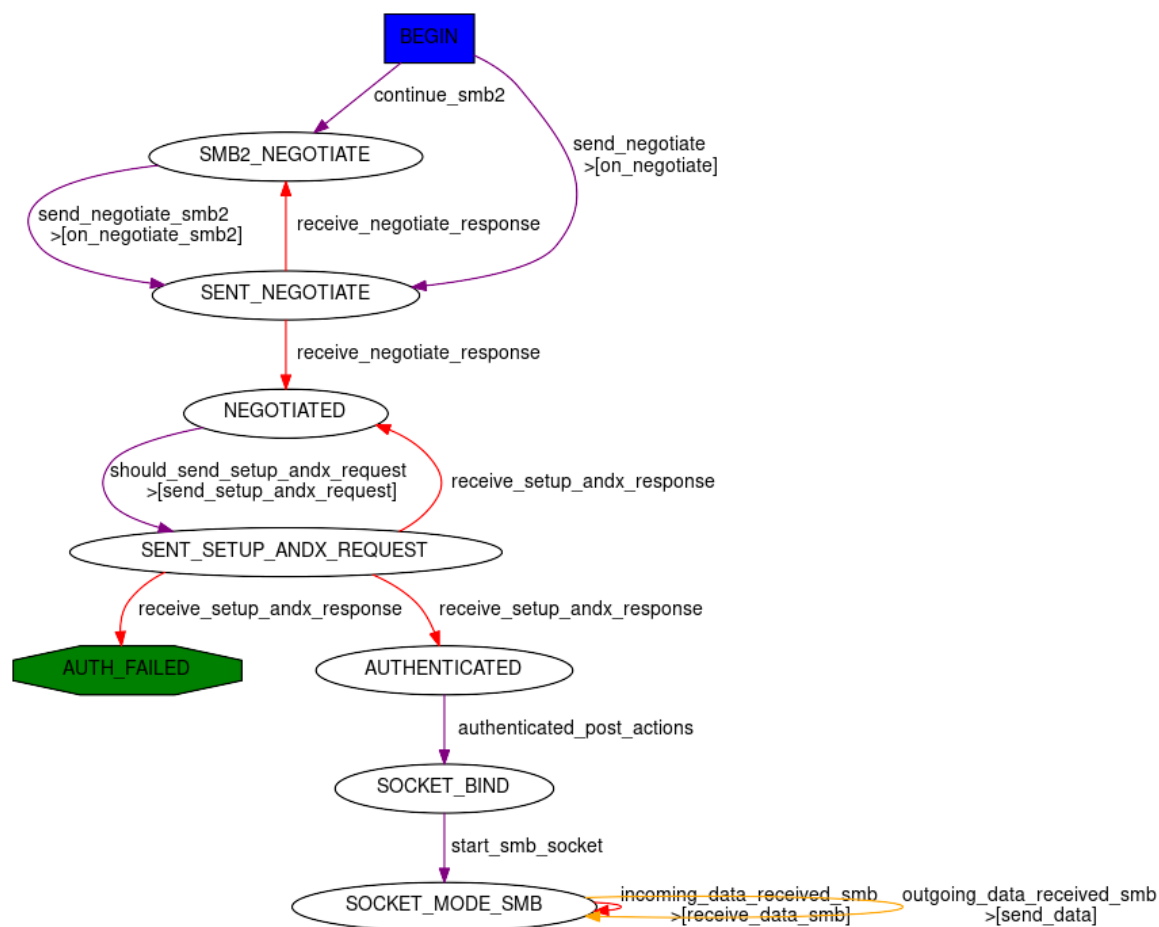 BEGIN
continue_smb2
send_negotiate
>[on_negotiate]
SMB2_NEGOTIATE
send_negotiate_smb2
>[on_negotiate_smb2]
receive_negotiate_response
SENT_NEGOTIATE
receive_negotiate_response
NEGOTIATED
should_send_setup_andx_request
>[send_setup_andx_request]
receive_setup_andx_response
SENT_SETUP_ANDX_REQUEST
receive_setup_andx_response
receive_setup_andx_response
AUTH_FAILED
AUTHENTICATED
authenticated_post_actions
SOCKET_BIND
start_smb_socket
SOCKET_MODE_SMB
incoming_data_received_smb
>[receive_data_smb]
outgoing_data_received_smb
>[send_data]